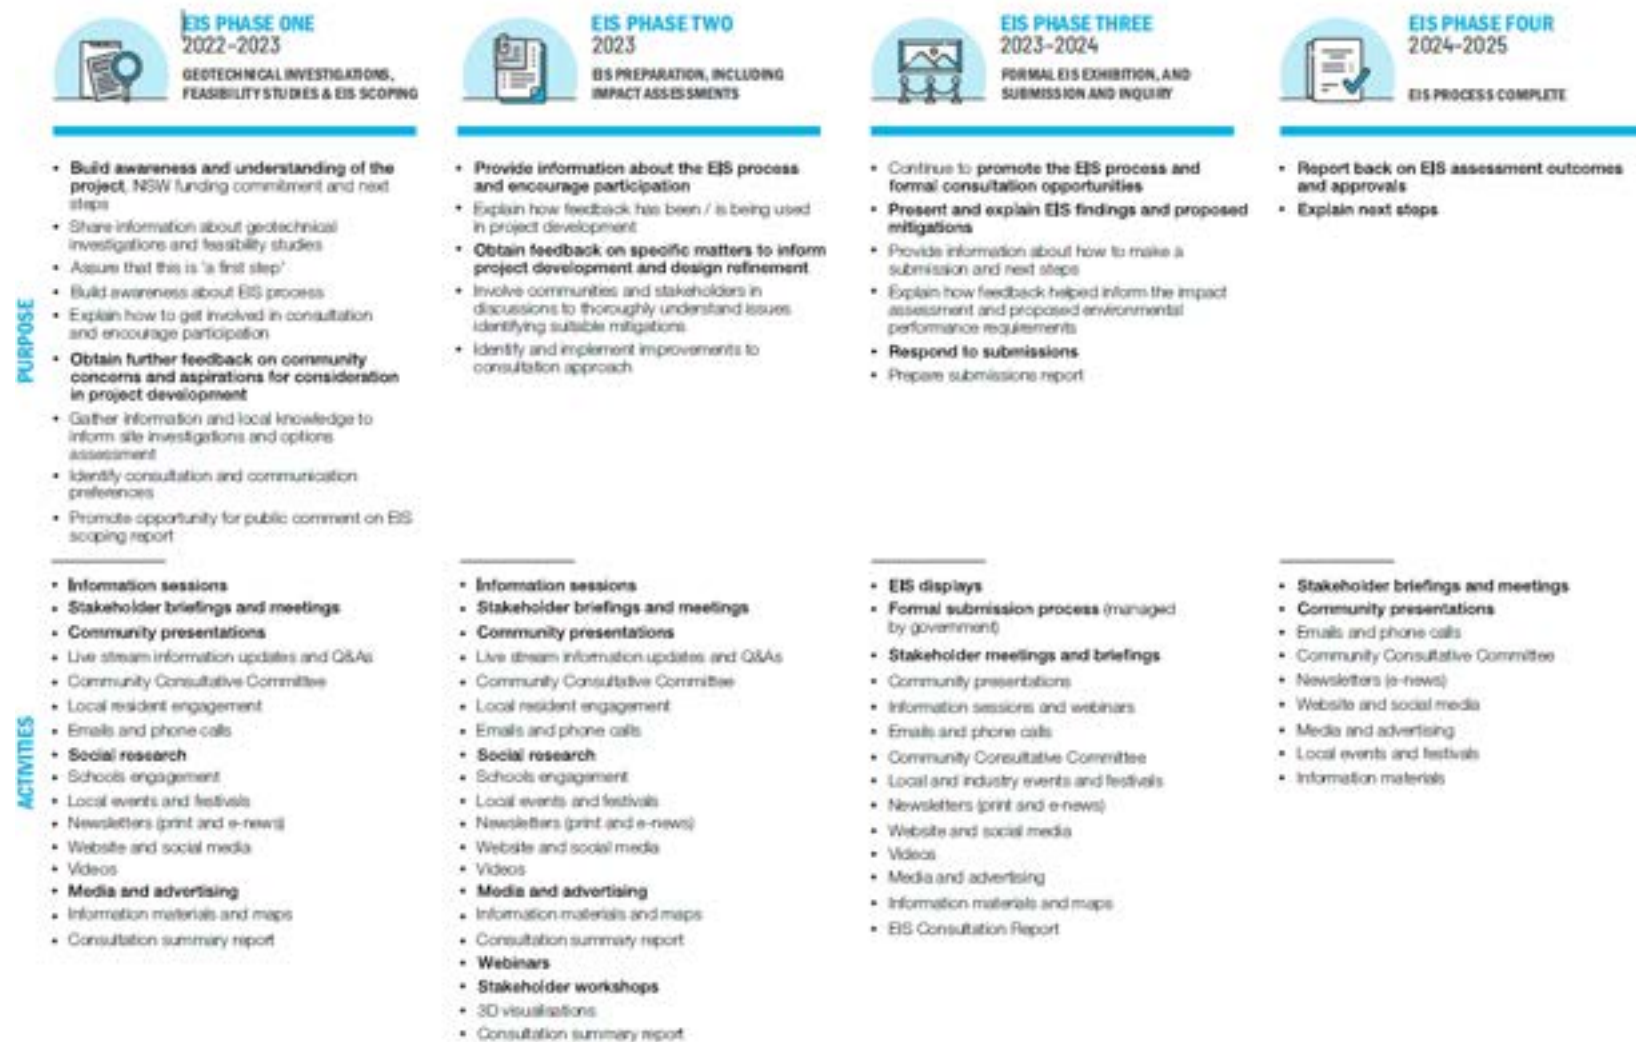 EIS PHASE ONE
2022–2023
GEOTECHNICAL INVESTIGATIONS,
FEASIBILITY STUDIES & EIS SCOPING
EIS PHASE TWO
2023
EIS PREPARATION, INCLUDING
IMPACT ASSESSMENTS
EIS PHASE THREE
2023–2024
FORMAL EIS EXHIBITION, AND
SUBMISSION AND INQUIRY
EIS PHASE FOUR
2024–2025
EIS PROCESS COMPLETE
PURPOSE
• Build awareness and understanding of the
project, NSW funding commitment and next
steps
• Share information about geotechnical
investigations and feasibility studies
• Assure that this is 'a first step'
• Build awareness about EIS process
• Explain how to get involved in consultation
and encourage participation
• Obtain further feedback on community
concerns and aspirations for consideration
in project development
• Gather information and local knowledge to
inform site investigations and options
assessment
• Identify consultation and communication
preferences
• Promote opportunity for public comment on EIS
scoping report
• Provide information about the EIS process
and encourage participation
• Explain how feedback has been / is being used
in project development
• Obtain feedback on specific matters to inform
project development and design refinement
• Involve communities and stakeholders in
discussions to thoroughly understand issues
identifying suitable mitigations
• Identify and implement improvements to
consultation approach
• Continue to promote the EIS process and
formal consultation opportunities
• Present and explain EIS findings and proposed
mitigations
• Provide information about how to make a
submission and next steps
• Explain how feedback helped inform the impact
assessment and proposed environmental
performance requirements
• Respond to submissions
• Prepare submissions report
• Report back on EIS assessment outcomes
and approvals
• Explain next steps
ACTIVITIES
• Information sessions
• Stakeholder briefings and meetings
• Community presentations
• Live stream information updates and Q&As
• Community Consultative Committee
• Local resident engagement
• Emails and phone calls
• Social research
• Schools engagement
• Local events and festivals
• Newsletters (print and e-news)
• Website and social media
• Videos
• Media and advertising
• Information materials and maps
• Consultation summary report
• Information sessions
• Stakeholder briefings and meetings
• Community presentations
• Live stream information updates and Q&As
• Community Consultative Committee
• Local resident engagement
• Emails and phone calls
• Social research
• Schools engagement
• Local events and festivals
• Newsletters (print and e-news)
• Website and social media
• Videos
• Media and advertising
• Information materials and maps
• Consultation summary report
• Webinars
• Stakeholder workshops
• 3D visualisations
• Consultation summary report
• EIS displays
• Formal submission process (managed
by government)
• Stakeholder meetings and briefings
• Community presentations
• Information sessions and webinars
• Emails and phone calls
• Community Consultative Committee
• Local and industry events and festivals
• Newsletters (print and e-news)
• Website and social media
• Videos
• Media and advertising
• Information materials and maps
• EIS Consultation Report
• Stakeholder briefings and meetings
• Community presentations
• Emails and phone calls
• Community Consultative Committee
• Newsletters (e-news)
• Website and social media
• Media and advertising
• Local events and festivals
• Information materials